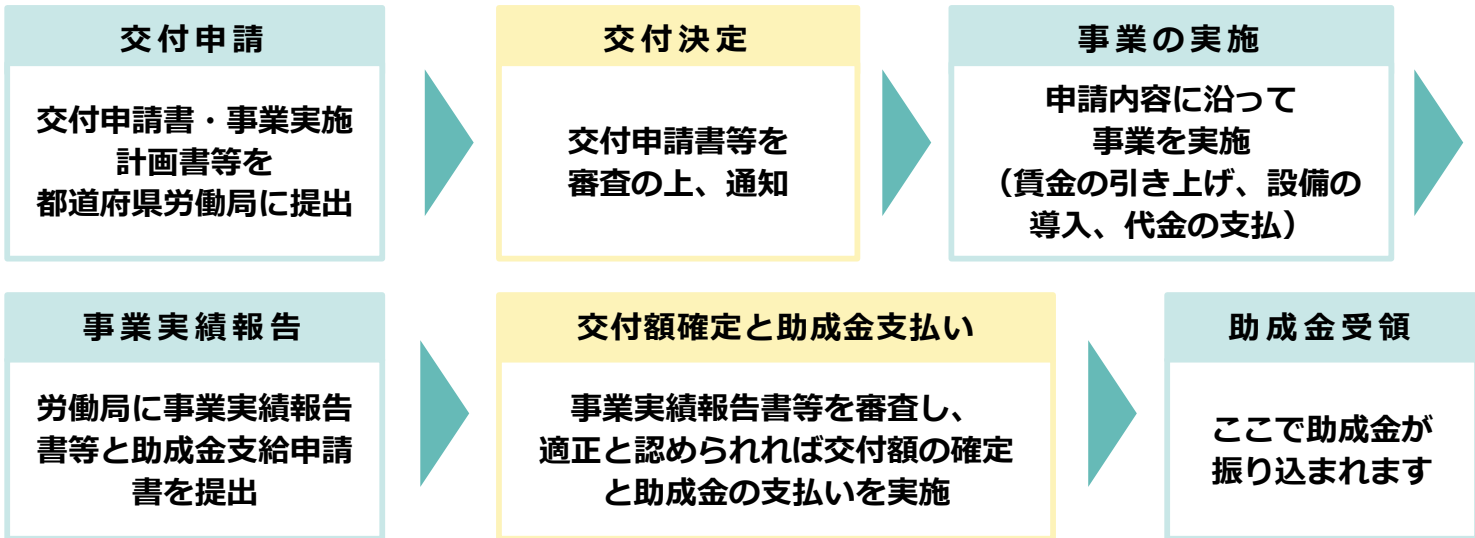 交付申請
交付申請書・事業実施
計画書等を
都道府県労働局に提出
交付決定
交付申請書等を
審査の上、通知
事業の実施
申請内容に沿って
事業を実施
（賃金の引き上げ、設備の
導入、代金の支払）
事業実績報告
労働局に事業実績報告
書等と助成金支給申請
書を提出
交付額確定と助成金支払い
事業実績報告書等を審査し、
適正と認められれば交付額の確定
と助成金の支払いを実施
助成金受領
ここで助成金が
振り込まれます